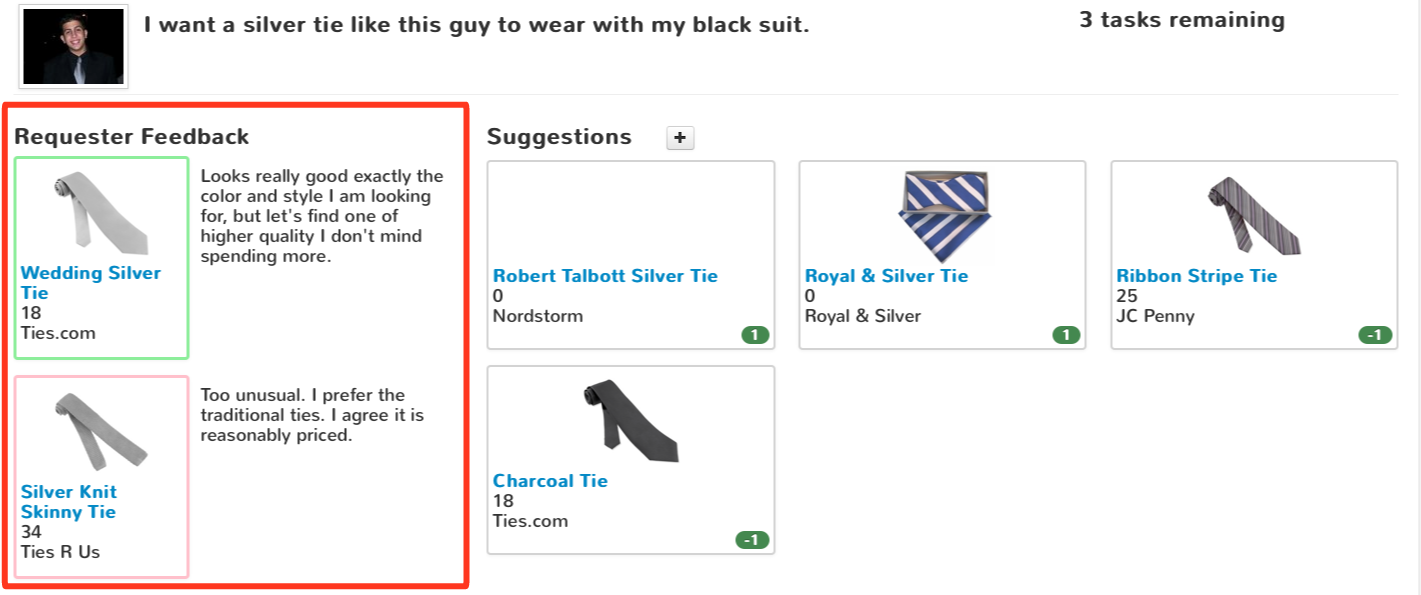 I want a silver tie like this guy to wear with my black suit.
3 tasks remaining
Requester Feedback
Wedding Silver
Tie
18
Ties.com
Looks really good exactly the
color and style I am looking
for, but let's find one of
higher quality I don't mind
spending more.
Silver Knit
Skinny Tie
34
Ties R Us
Too unusual. I prefer the
traditional ties. I agree it is
reasonably priced.
Suggestions
+
Robert Talbott Silver Tie
0
Nordstorm
1
Royal & Silver Tie
0
Royal & Silver
1
Ribbon Stripe Tie
25
JC Penny
-1
Charcoal Tie
18
Ties.com
-1